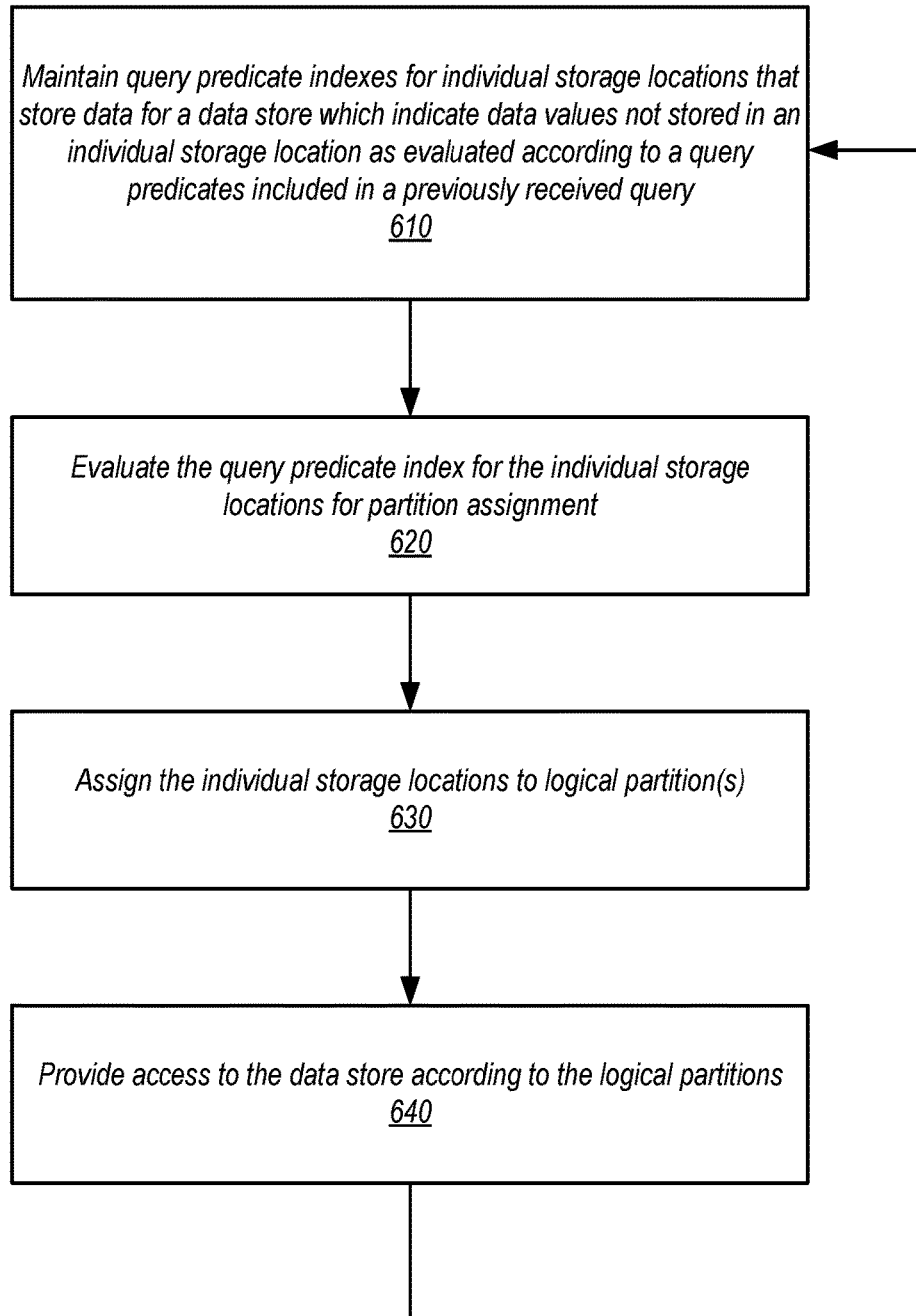 Maintain query predicate indexes for individual storage locations that
store data for a data store which indicate data values not stored in an
individual storage location as evaluated according to a query
predicates included in a previously received query
610
Evaluate the query predicate index for the individual storage
locations for partition assignment
620
Assign the individual storage locations to logical partition(s)
630
Provide access to the data store according to the logical partitions
640